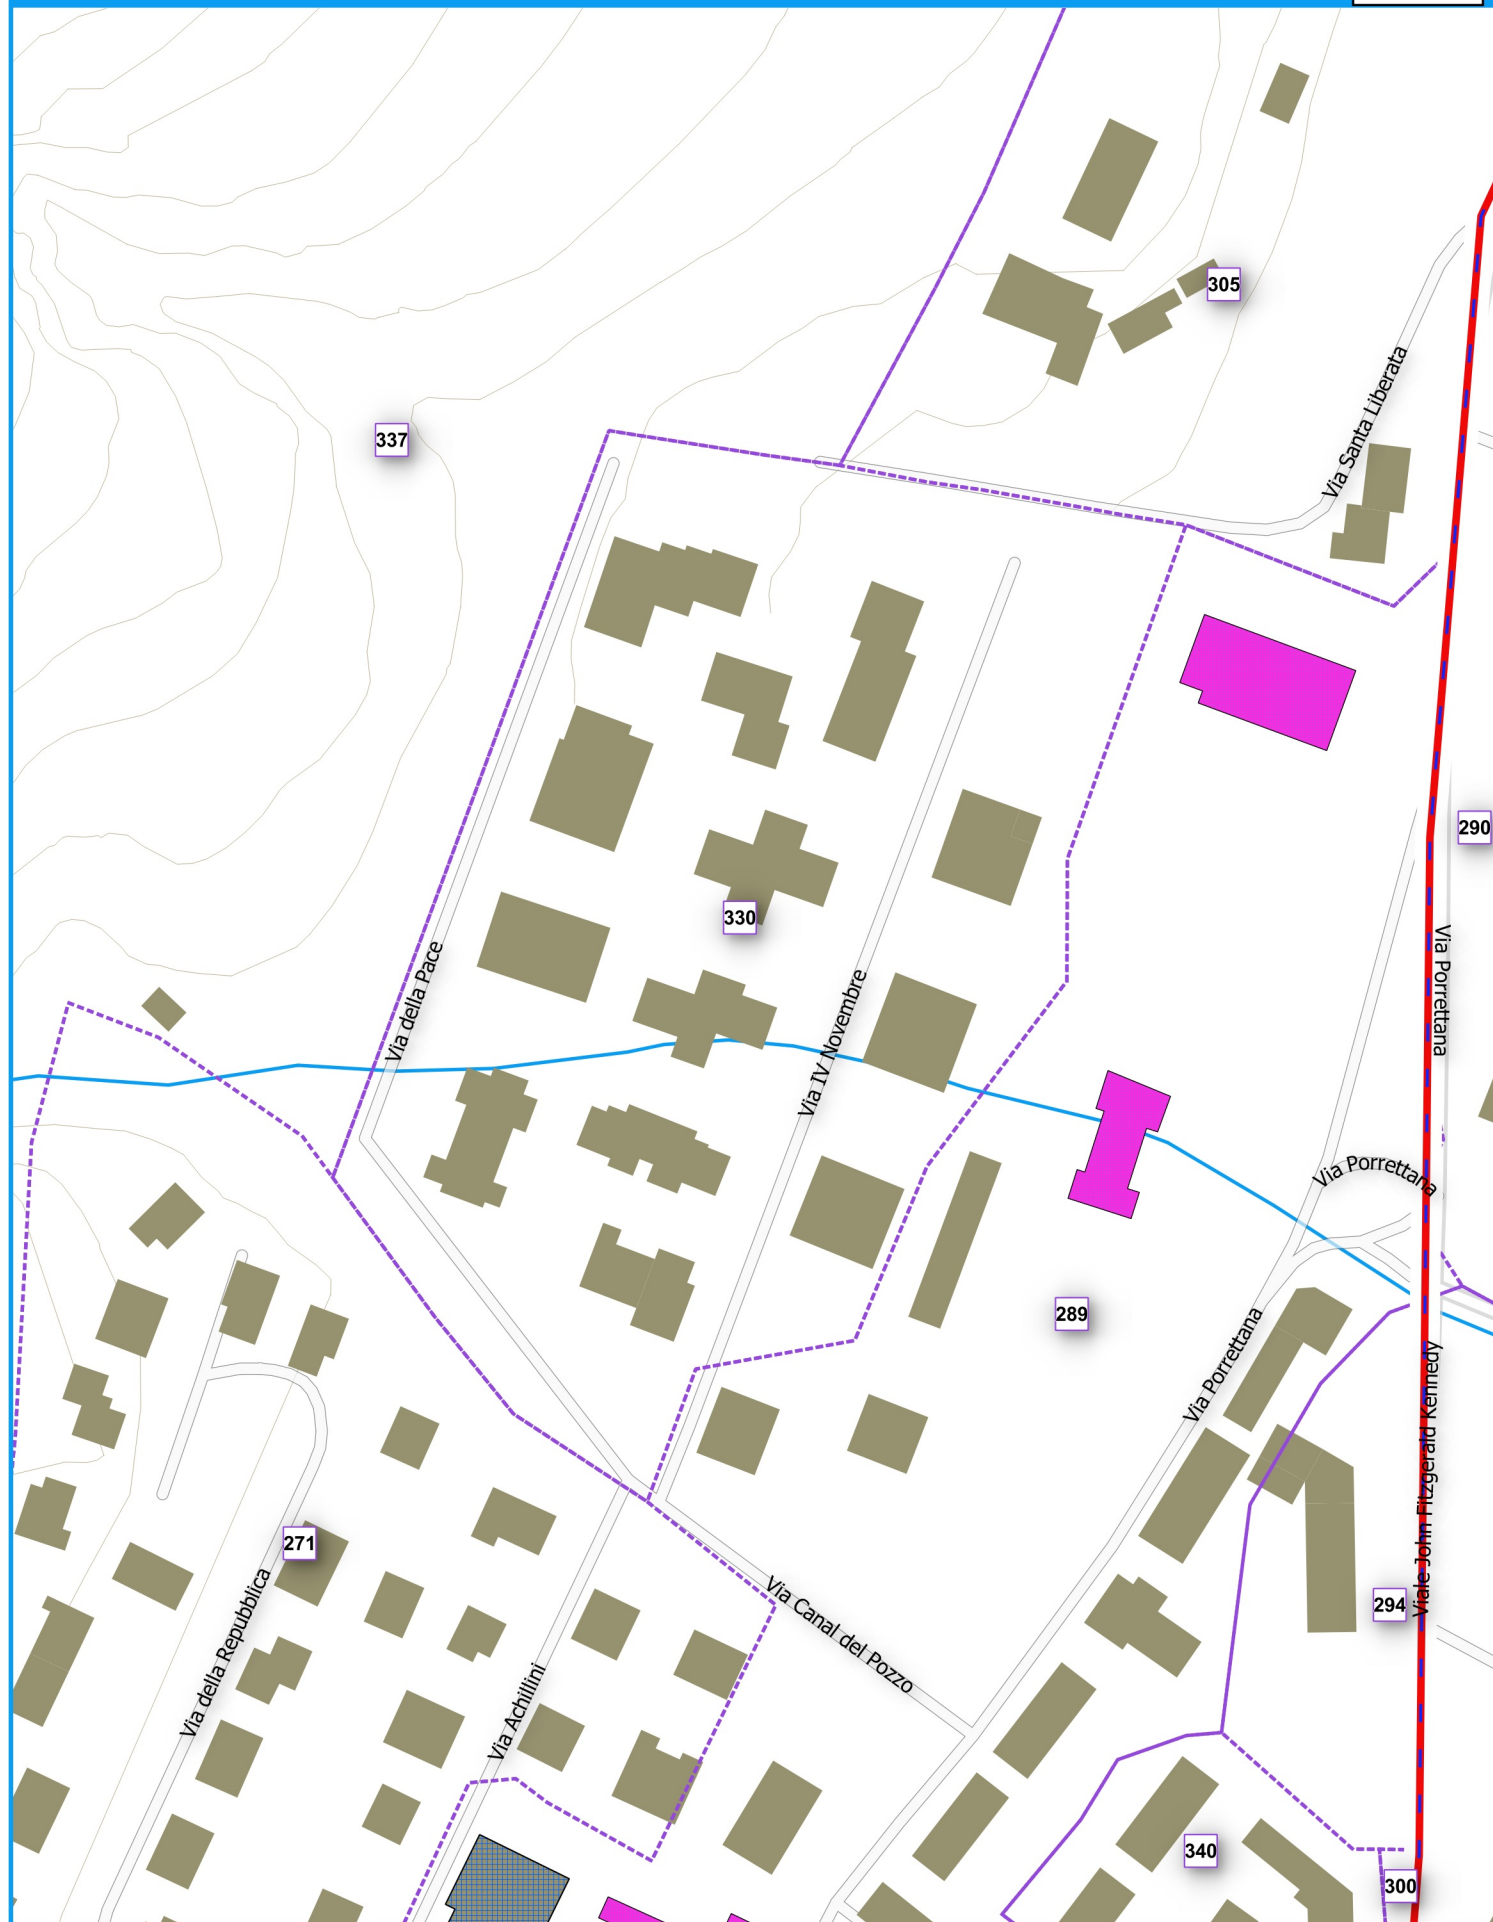 305
Via Santa Liberata
337
290
330
Via Porrettana
Via della Pace
Via IV Novembre
Via Porrettana
289
Via Porrettana
Viale John Fitzgerald Kennedy
271
Via Canal del Pozzo
294
Via della Repubblica
Via Achillini
340
300